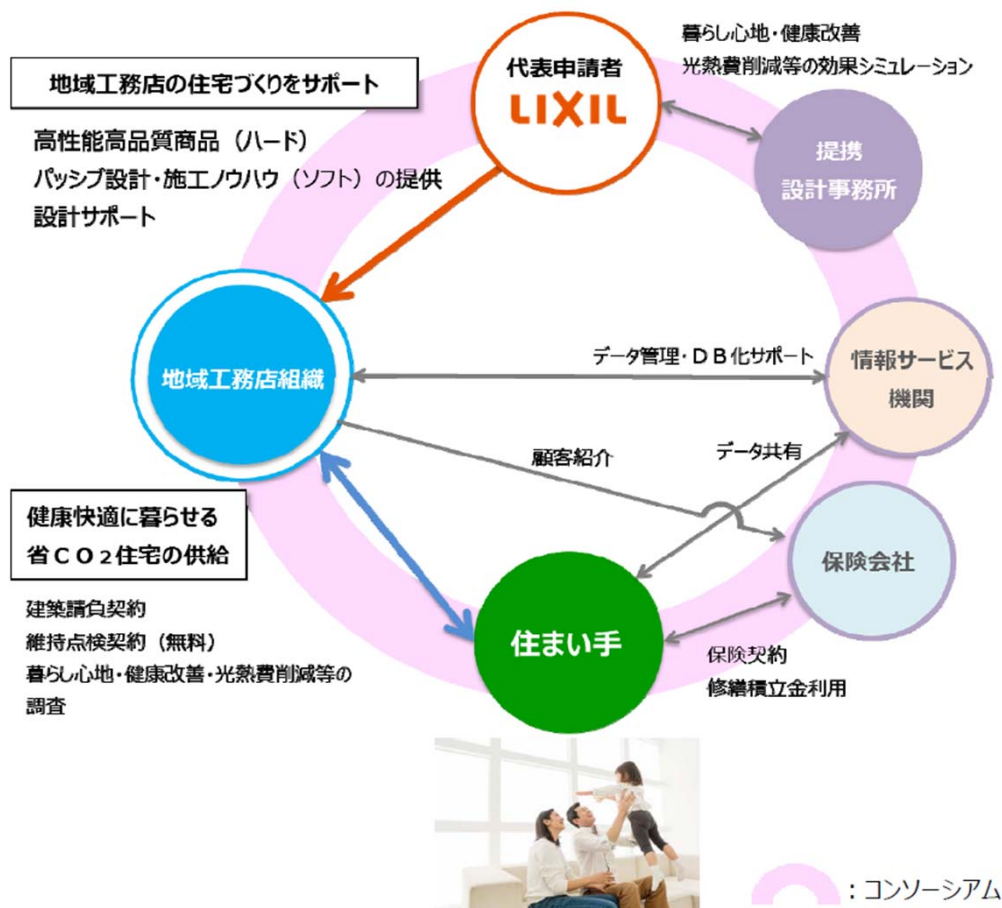 暮らし心地・健康改善
光熱費削減等の効果シミュレーション
代表申請者
LIXIL
地域工務店の住宅づくりをサポート
高性能高品質商品（ハード）
パッシブ設計・施工ノウハウ（ソフト）の提供
設計サポート
提携
設計事務所
地域工務店組織
データ管理・DB化サポート
情報サービス
機関
顧客紹介
データ共有
健康快適に暮らせる
省CO₂住宅の供給
保険会社
建築請負契約
維持点検契約（無料）
暮らし心地・健康改善・光熱費削減等の
調査
住まい手
保険契約
修繕積立金利用
：コンソーシアム